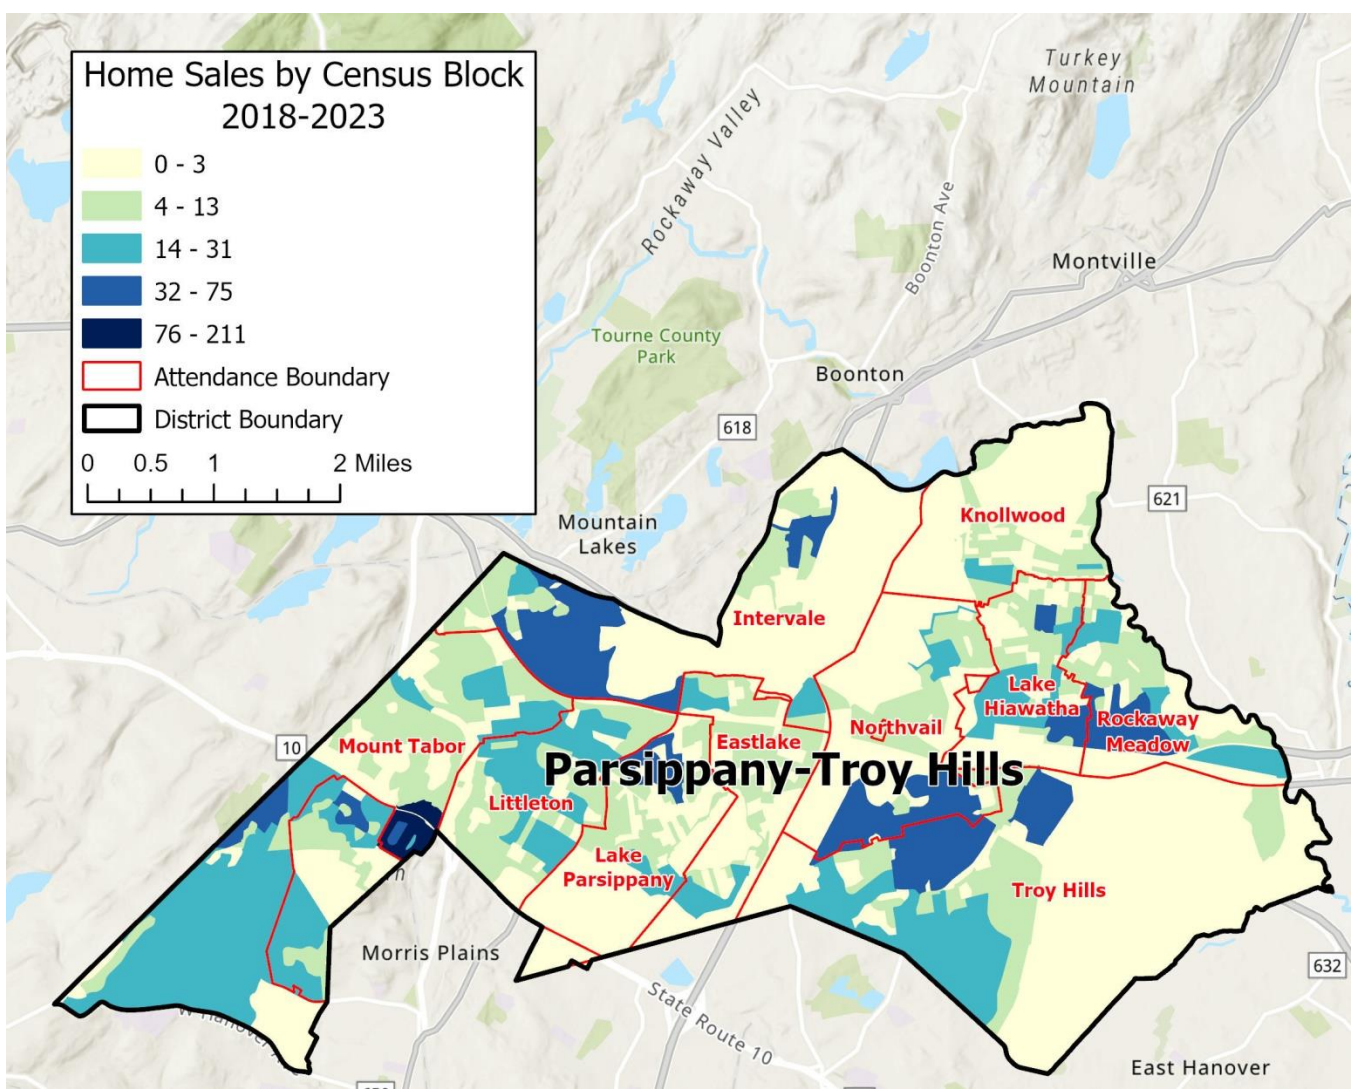 Home Sales by Census Block
2018-2023
0 - 3
4 - 13
14 - 31
32 - 75
76 - 211
Attendance Boundary
District Boundary
0 0.5 1 2 Miles
Turkey
Mountain
Rockaway Valley
Boonton Ave
Montville
Tourne County
Park
Boonton
618
621
Knollwood
Mountain
Lakes
Intervale
Lake
Hiawatha
Rockaway
Meadow
Northvail
Eastlake
10
Mount Tabor
Parsippany-Troy Hills
Littleton
Lake
Parsippany
Troy Hills
Morris Plains
632
State Route 10
W Hanover
East Hanover